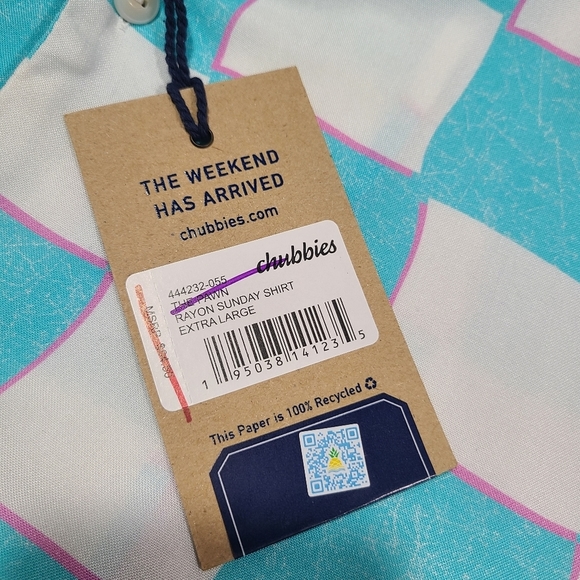 THE WEEKEND
HAS ARRIVED
chubbies.com
chubbies
444232-055
THE PAWN
RAYON SUNDAY SHIRT
EXTRA LARGE
MSRP
1 95038 14123 5
This Paper is 100% Recycled